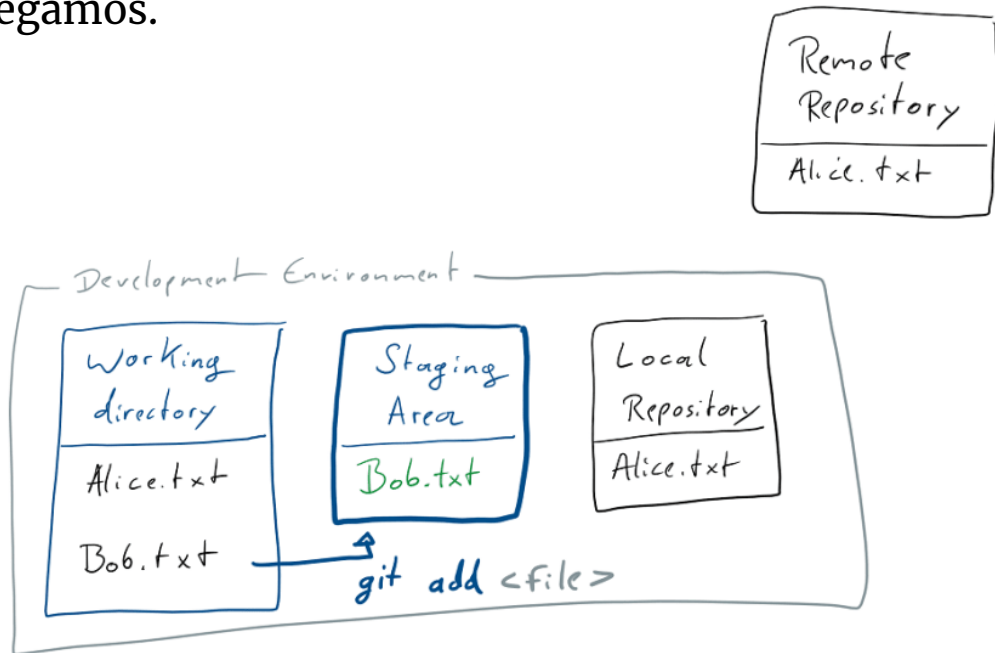 egamos.
Remote
Repository
Alice.txt
Development Environment
Working
directory
Alice.txt
Bob.txt
Staging
Area
Bob.txt
Local
Repository
Alice.txt
git add <file>